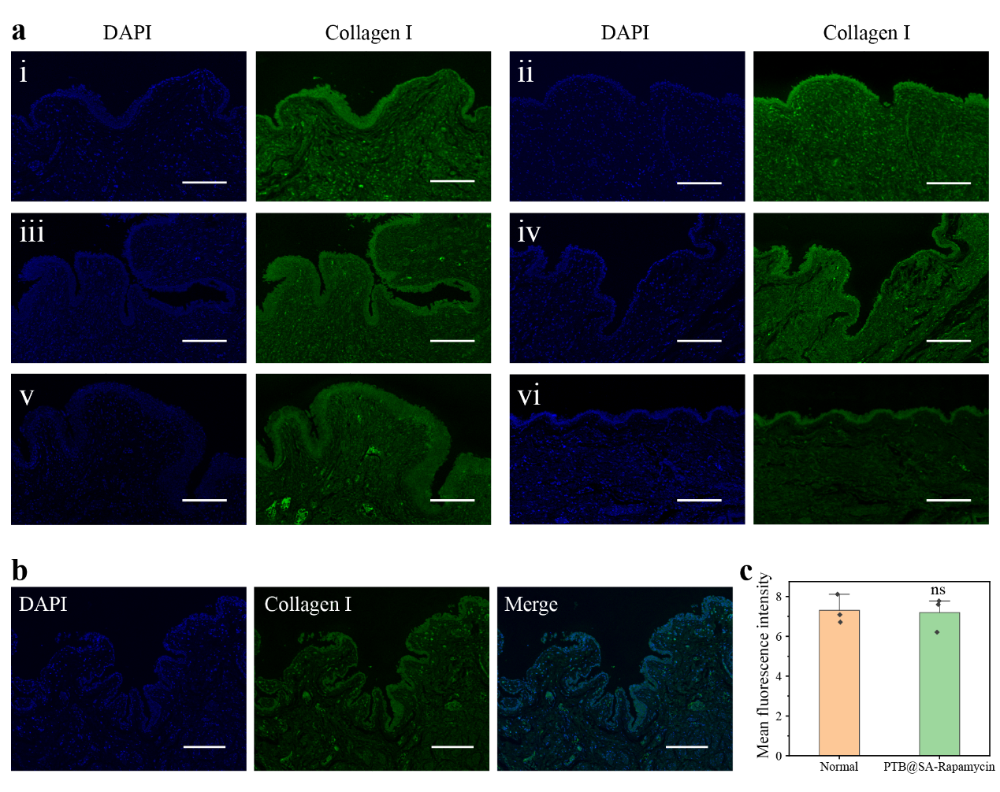 a
DAPI Collagen I DAPI Collagen I
i ii
iii iv
v vi
b
DAPI Collagen I Merge
c
Mean fluorescence intensity
8
6
4
2
0
ns
Normal PTB@SA-Rapamycin